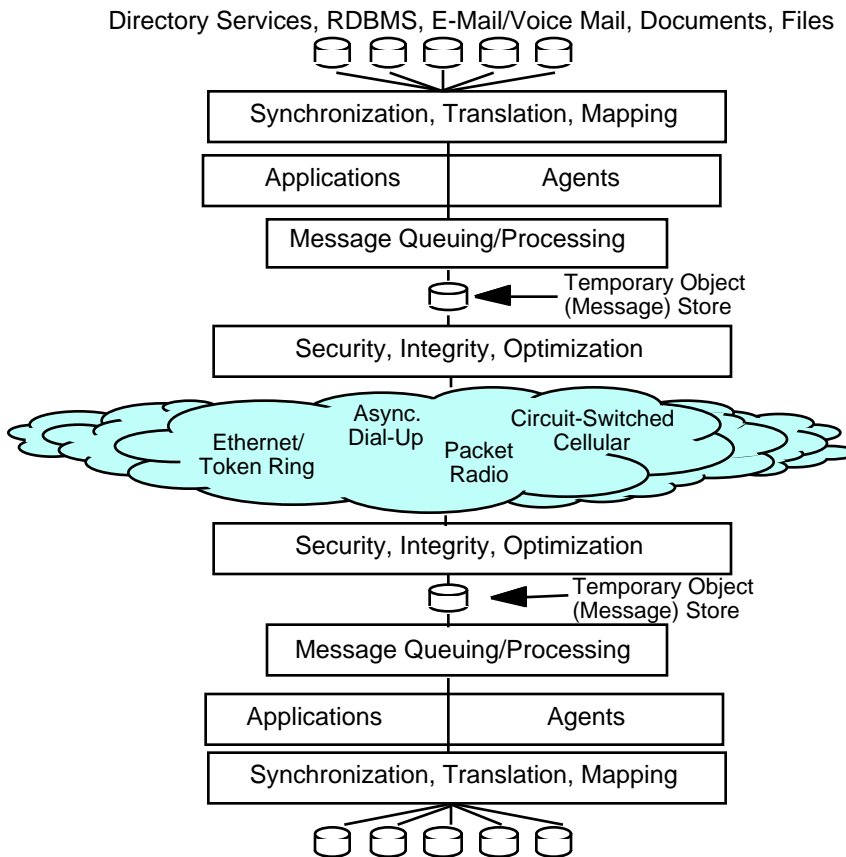 Directory Services, RDBMS, E-Mail/Voice Mail, Documents, Files
Synchronization, Translation, Mapping
Applications
Agents
Message Queuing/Processing
Temporary Object
(Message) Store
Security, Integrity, Optimization
Ethernet/
Token Ring
Async.
Dial-Up
Packet
Radio
Circuit-Switched
Cellular
Security, Integrity, Optimization
Temporary Object
(Message) Store
Message Queuing/Processing
Applications
Agents
Synchronization, Translation, Mapping